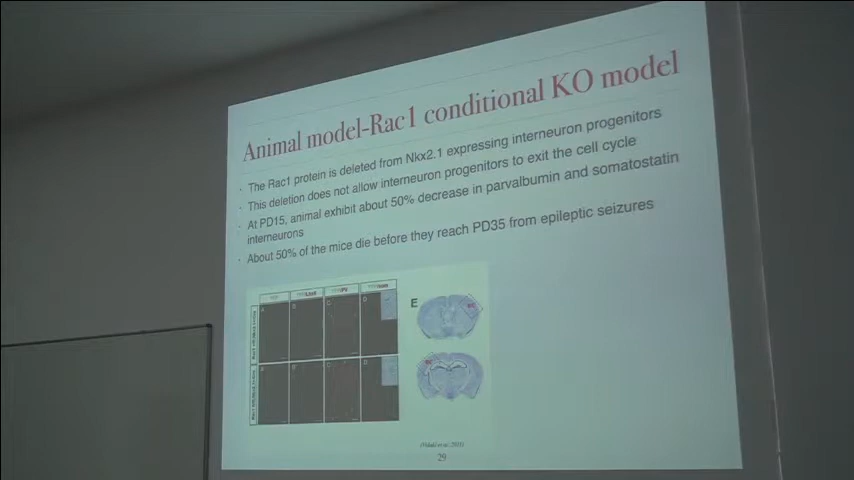 Animal model-Rac1 conditional KO model
· The Rac1 protein is deleted from Nkx2.1 expressing interneuron progenitors
· This deletion does not allow interneuron progenitors to exit the cell cycle
· At PD15, animal exhibit about 50% decrease in parvalbumin and somatostatin
interneurons
· About 50% of the mice die before they reach PD35 from epileptic seizures
E
29